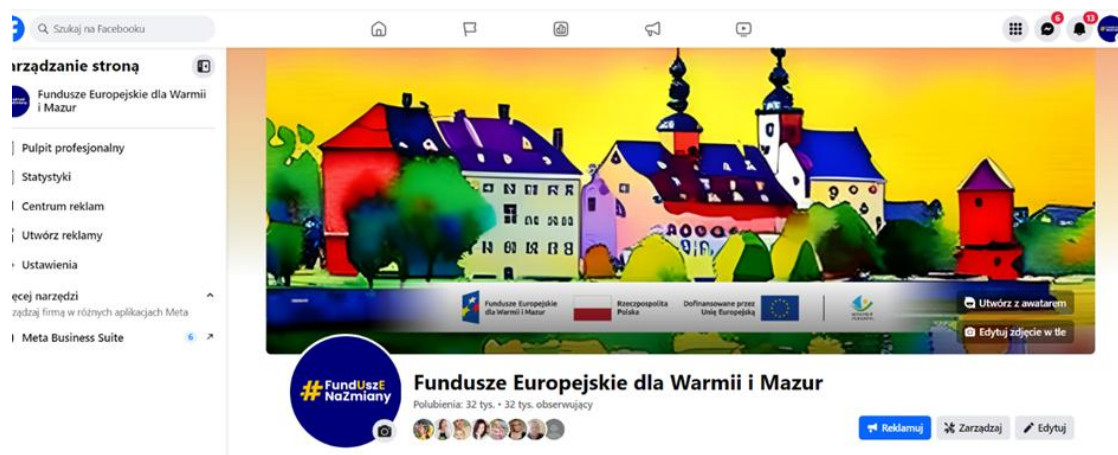 Szukaj na Facebooku
6
13
rządzanie stroną
Fundusze Europejskie dla Warmii
i Mazur
Pulpit profesjonalny
Statystyki
Centrum reklam
Utwórz reklamy
Ustawienia
ęcej narzędzi
ządzaj firmą w różnych aplikacjach Meta
Meta Business Suite
6
Fundusze Europejskie
dla Warmii i Mazur
Rzeczpospolita
Polska
Dofinansowane przez
Unię Europejską
Utwórz z awatarem
Edytuj zdjęcie w tle
#FundUszE
NaZmiany
Fundusze Europejskie dla Warmii i Mazur
Polubienia: 32 tys. • 32 tys. obserwujący
Reklamuj
Zarządzaj
Edytuj